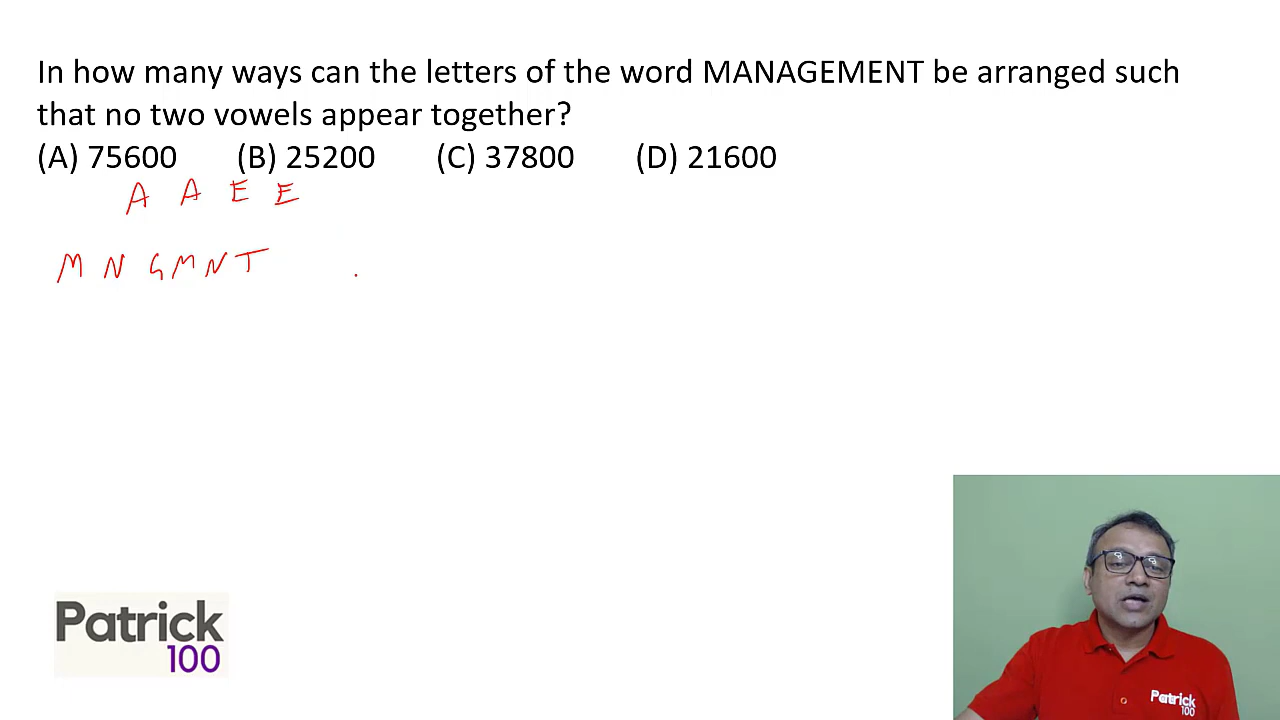 In how many ways can the letters of the word MANAGEMENT be arranged such
that no two vowels appear together?
(A) 75600 (B) 25200 (C) 37800 (D) 21600
A A E E
M N G M N T
Patrick
100
Patrick
100